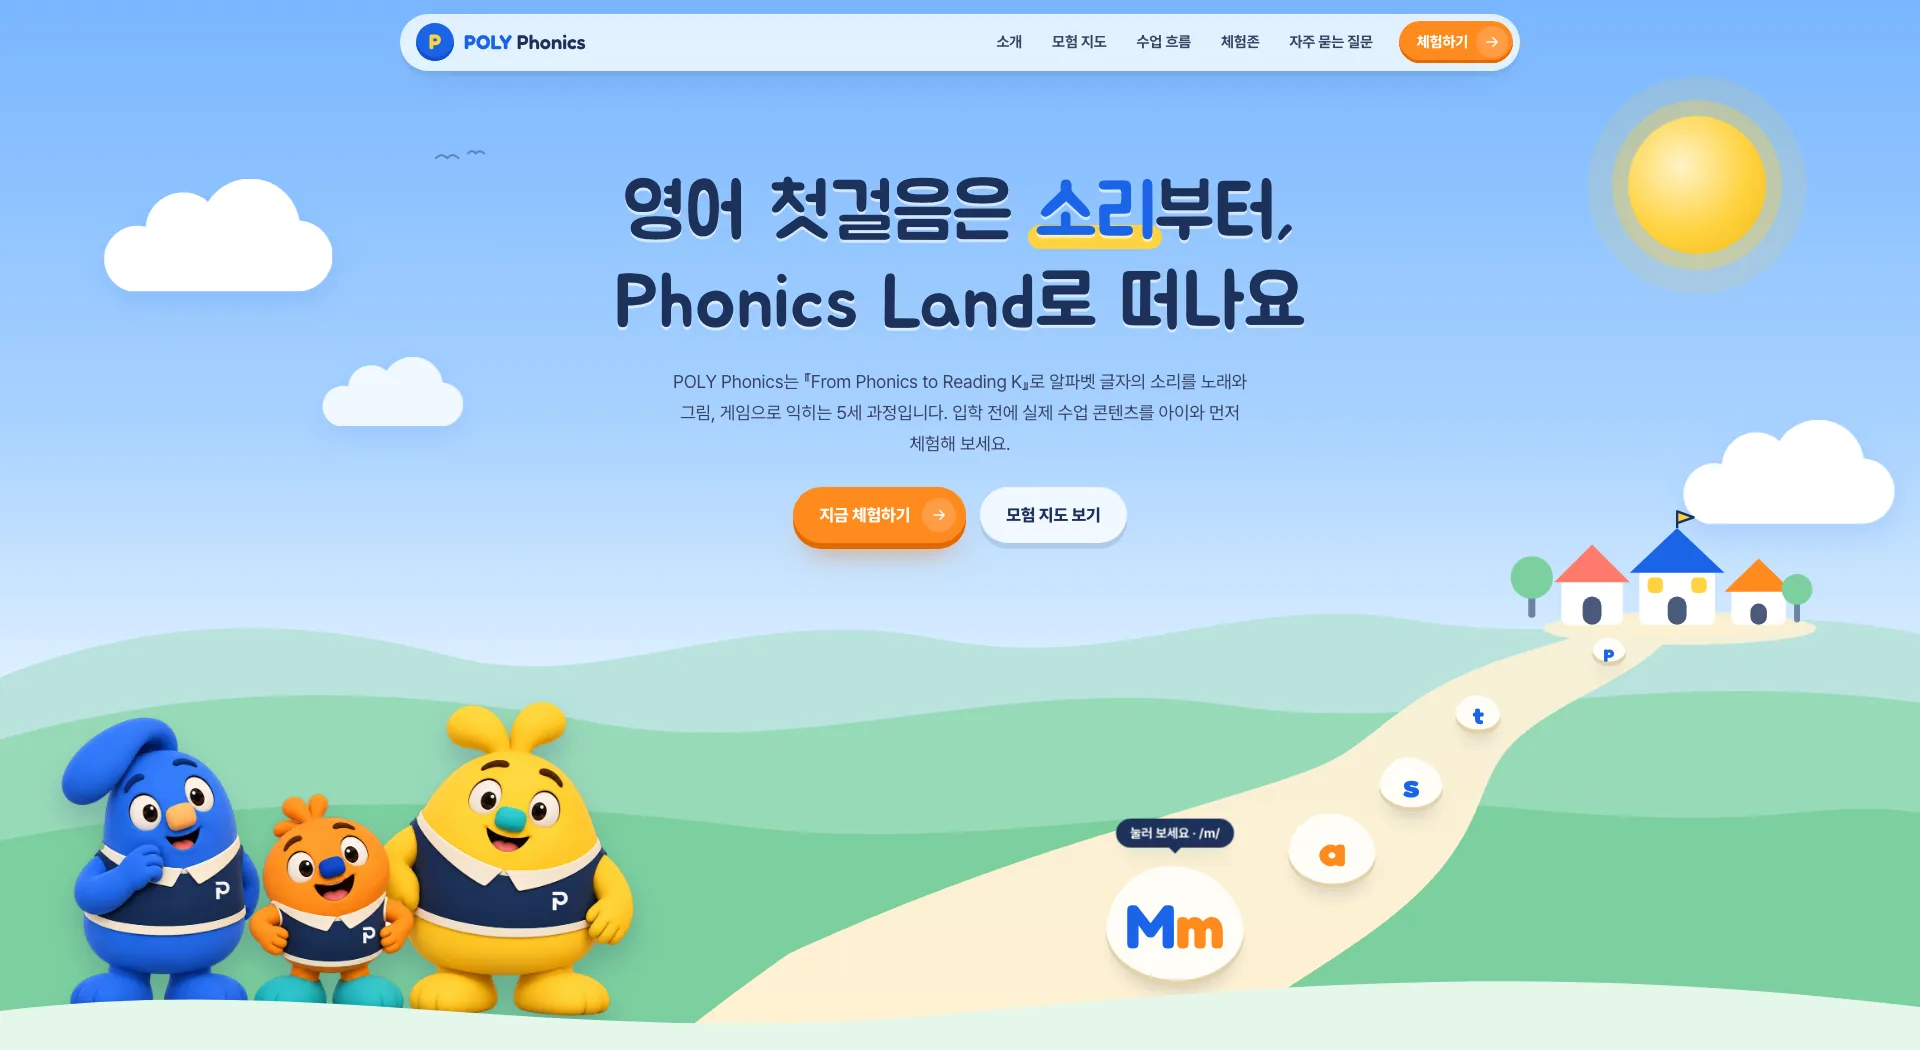 P POLY Phonics 소개 모험 지도 수업 흐름 체험존 자주 묻는 질문 체험하기 →
영어 첫걸음은 소리부터,
Phonics Land로 떠나요
POLY Phonics는 『From Phonics to Reading K』로 알파벳 글자의 소리를 노래와
그림, 게임으로 익히는 5세 과정입니다. 입학 전에 실제 수업 콘텐츠를 아이와 먼저
체험해 보세요.
지금 체험하기 → 모험 지도 보기
p
t
s
눌러 보세요 · /m/
a
Mm
P
P
P